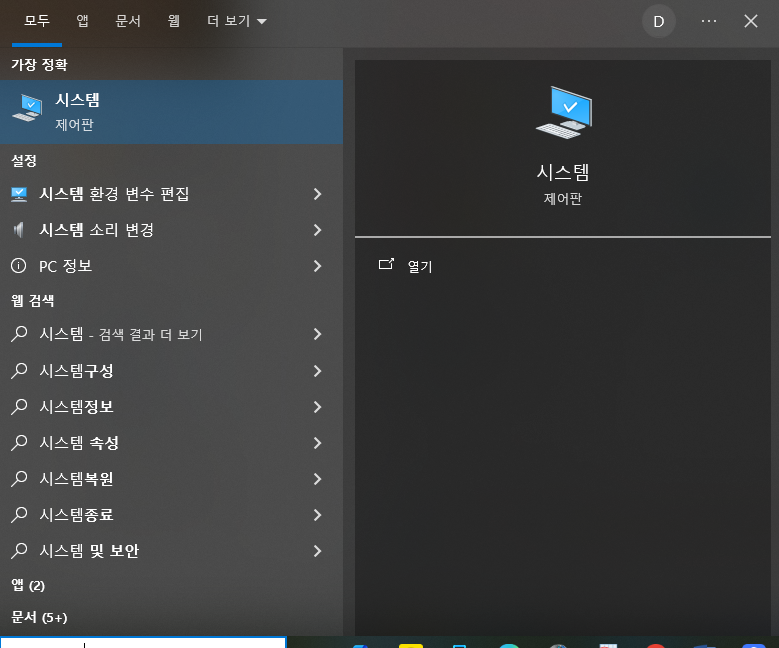 모두 앱 문서 웹 더 보기 D
가장 정확
시스템
제어판
설정
시스템 환경 변수 편집
시스템 소리 변경
PC 정보
웹 검색
시스템 - 검색 결과 더 보기
시스템구성
시스템정보
시스템 속성
시스템복원
시스템종료
시스템 및 보안
앱 (2)
문서 (5+)
시스템
제어판
열기